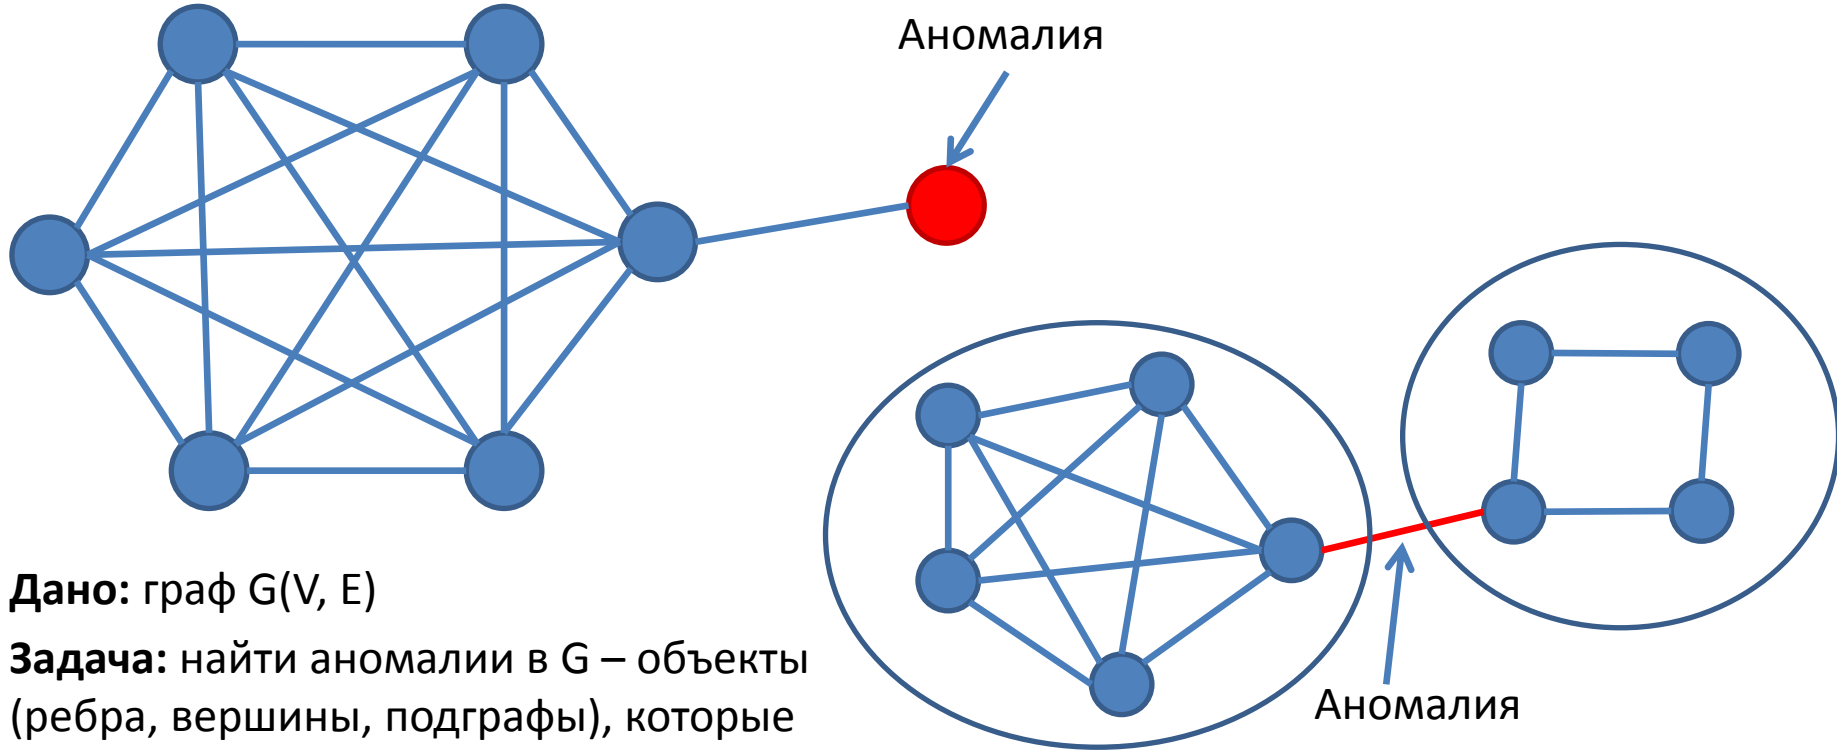 Аномалия
Дано: граф G(V, E)
Задача: найти аномалии в G – объекты
(ребра, вершины, подграфы), которые
Аномалия